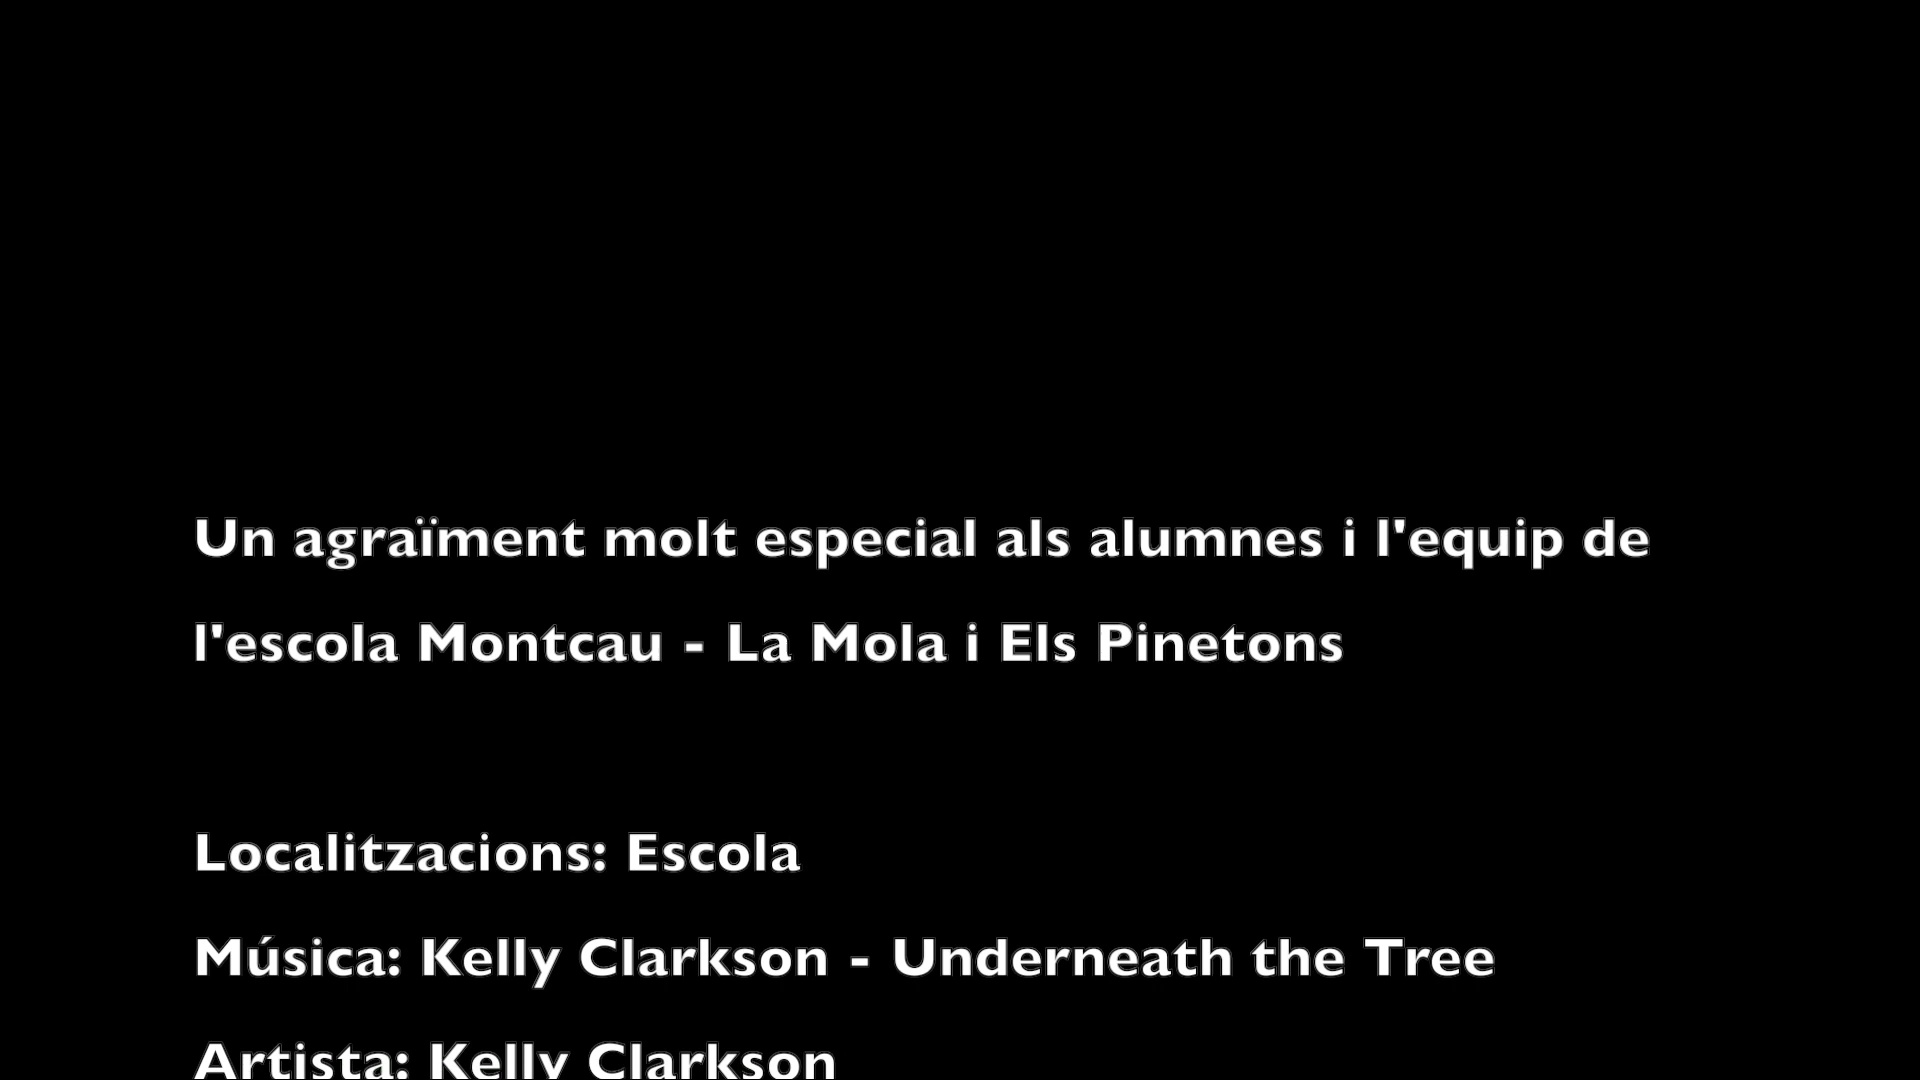 Un agraïment molt especial als alumnes i l'equip de
l'escola Montcau - La Mola i Els Pinetons
Localitzacions: Escola
Música: Kelly Clarkson - Underneath the Tree
Artista: Kelly Clarkson